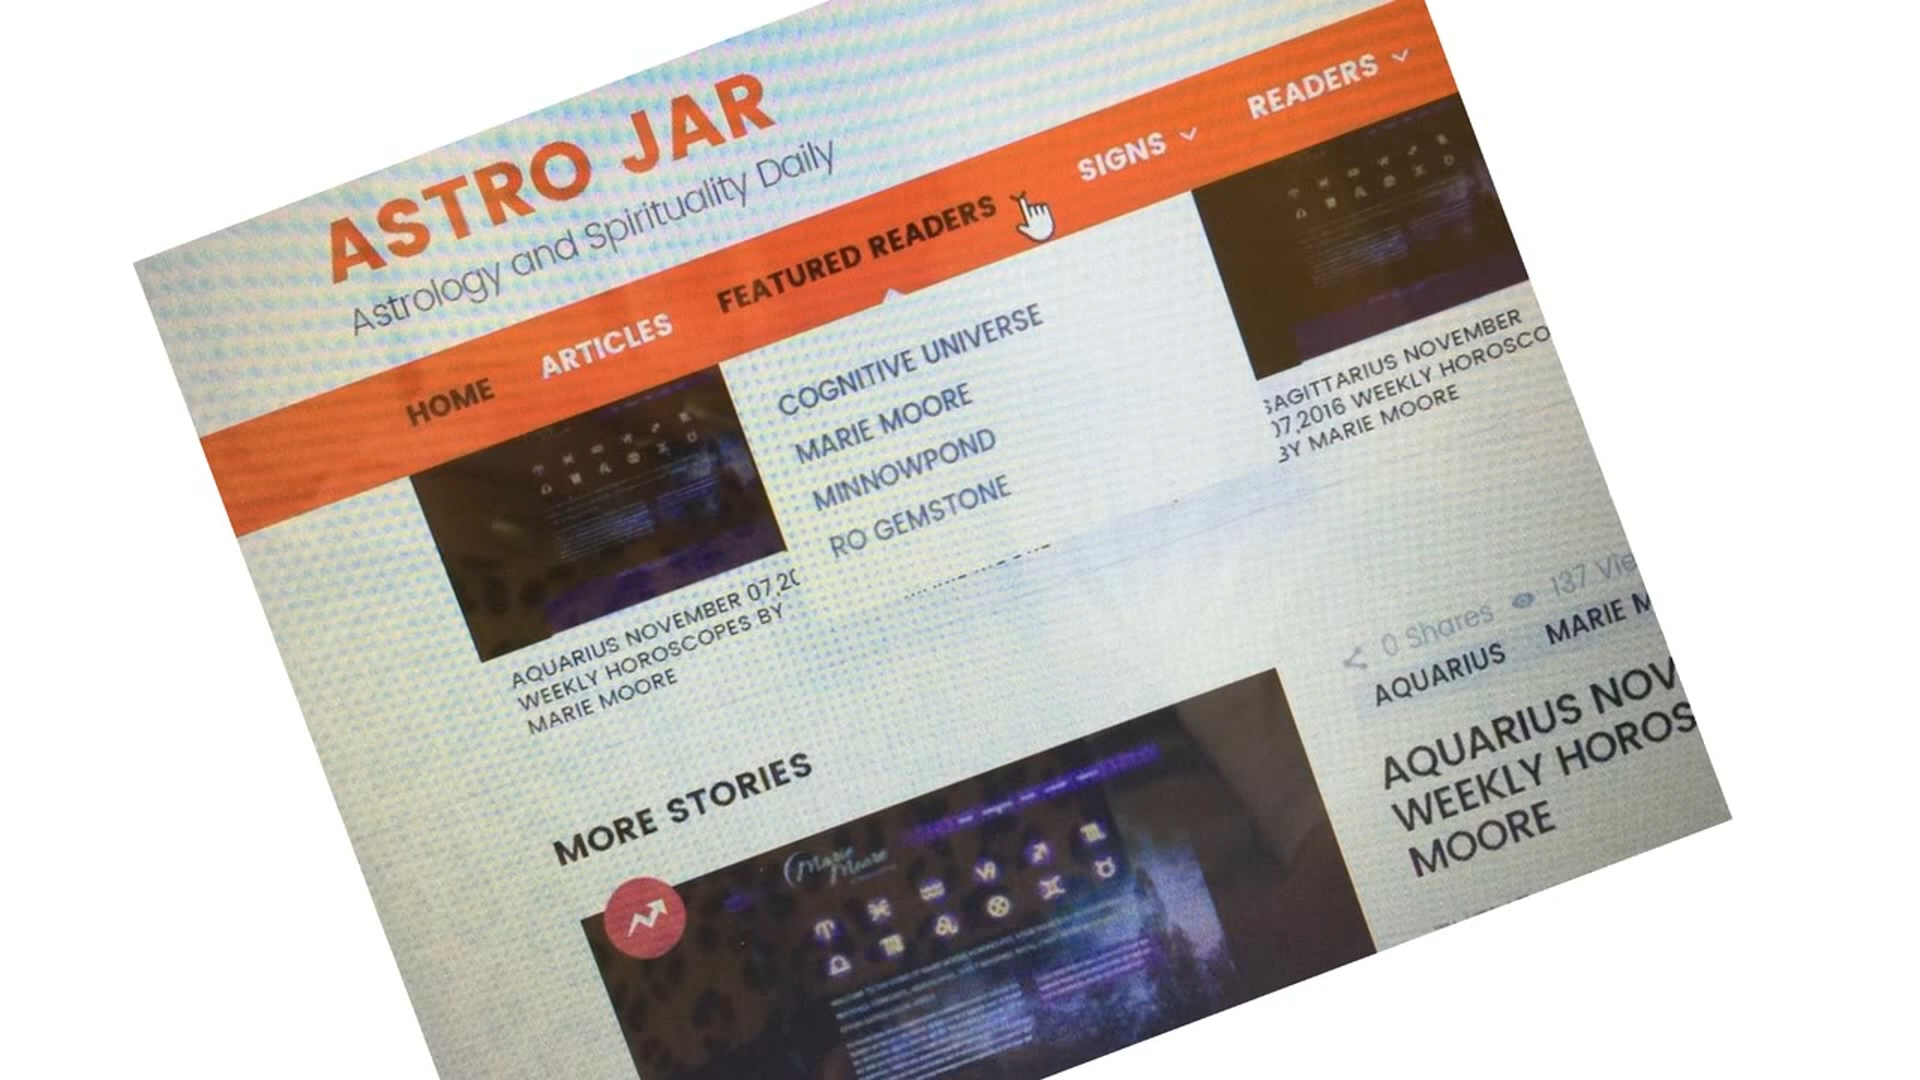 ASTRO JAR
Astrology and Spirituality Daily
HOME ARTICLES FEATURED READERS SIGNS READERS
COGNITIVE UNIVERSE
MARIE MOORE
MINNOWPOND
RO GEMSTONE
AQUARIUS NOVEMBER 07,20
WEEKLY HOROSCOPES BY
MARIE MOORE
SAGITTARIUS NOVEMBER
07,2016 WEEKLY HOROSCO
BY MARIE MOORE
MORE STORIES
Marie
Moore
0 Shares 137 Vie
AQUARIUS MARIE M
AQUARIUS NOV
WEEKLY HOROS
MOORE